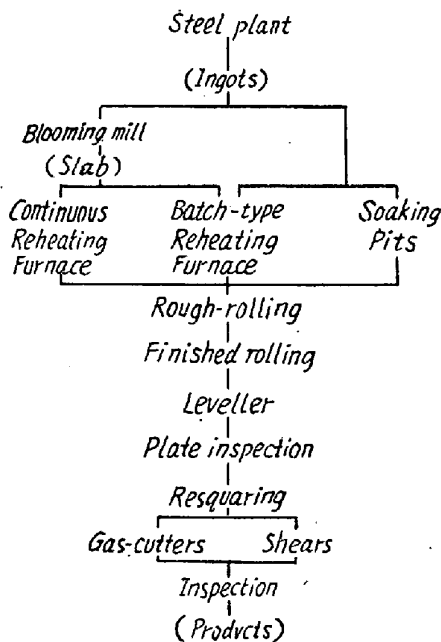 Steel plant
(Ingots)
Blooming mill
(Slab)
Continuous
Reheating
Furnace
Batch-type
Reheating
Furnace
Soaking
Pits
Rough-rolling
Finished rolling
Leveller
Plate inspection
Resquaring
Gas-cutters Shears
Inspection
(Products)